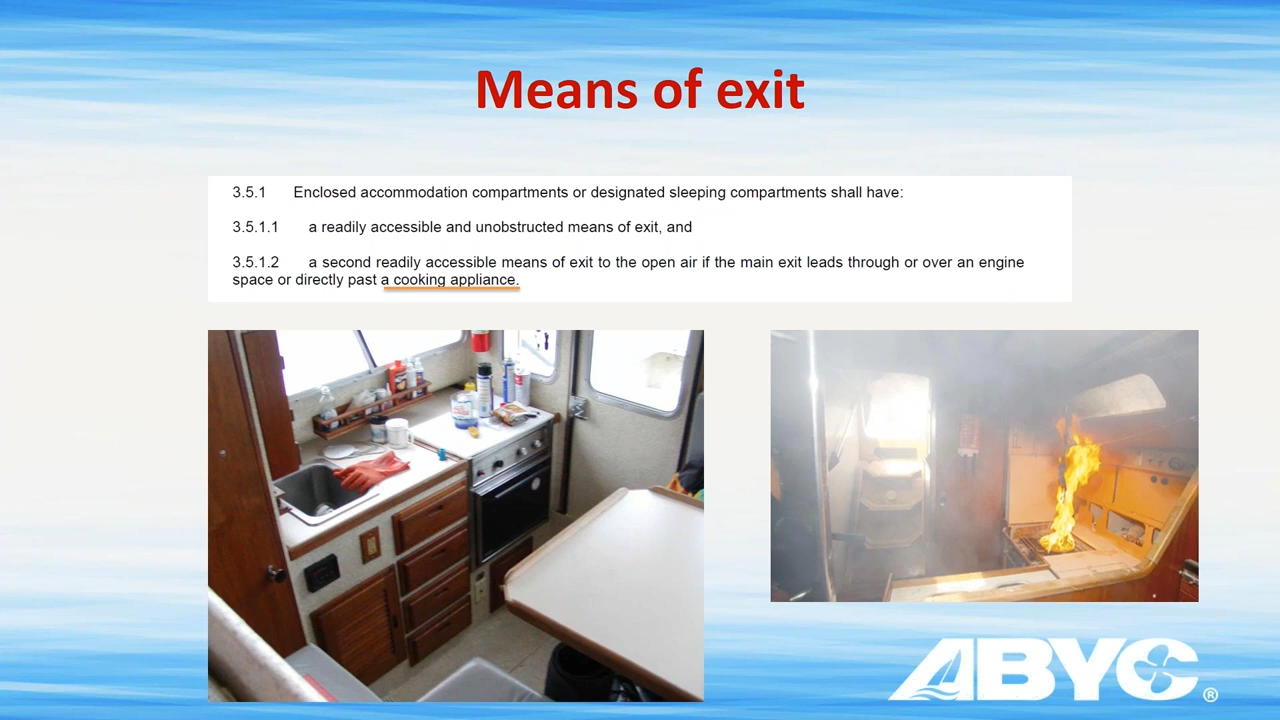 Means of exit
3.5.1 Enclosed accommodation compartments or designated sleeping compartments shall have:
3.5.1.1 a readily accessible and unobstructed means of exit, and
3.5.1.2 a second readily accessible means of exit to the open air if the main exit leads through or over an engine
space or directly past a cooking appliance.
ABYC®